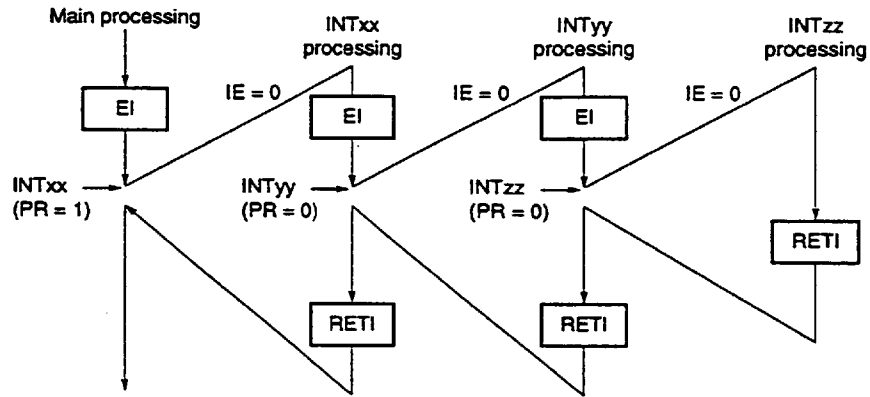 Main processing
INTxx
processing
INTyy
processing
INTzz
processing
EI
IE = 0
EI
IE = 0
EI
IE = 0
INTxx
(PR = 1)
INTyy
(PR = 0)
INTzz
(PR = 0)
RETI
RETI
RETI